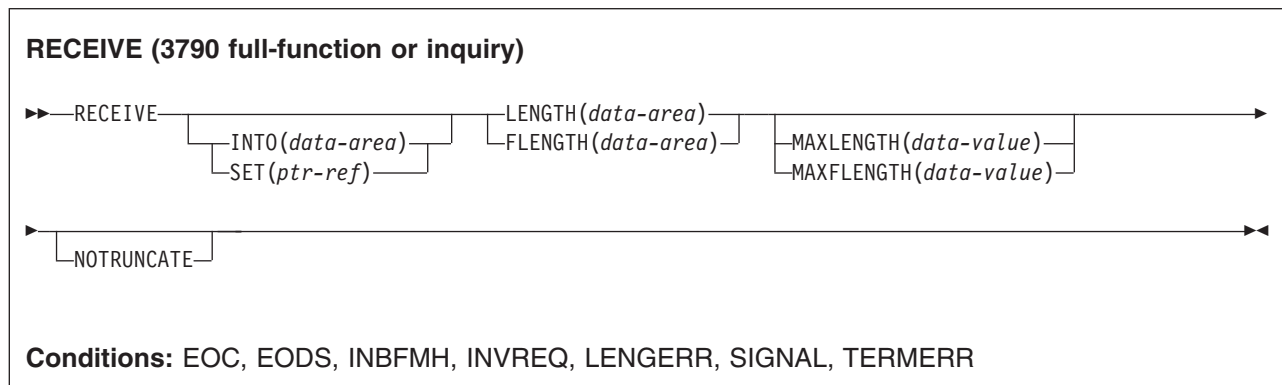 RECEIVE (3790 full-function or inquiry)
RECEIVE LENGTH(data-area)
INTO(data-area) FLENGTH(data-area) MAXLENGTH(data-value)
SET(ptr-ref) MAXFLENGTH(data-value)
NOTRUNCATE
Conditions: EOC, EODS, INBFMH, INVREQ, LENGERR, SIGNAL, TERMERR